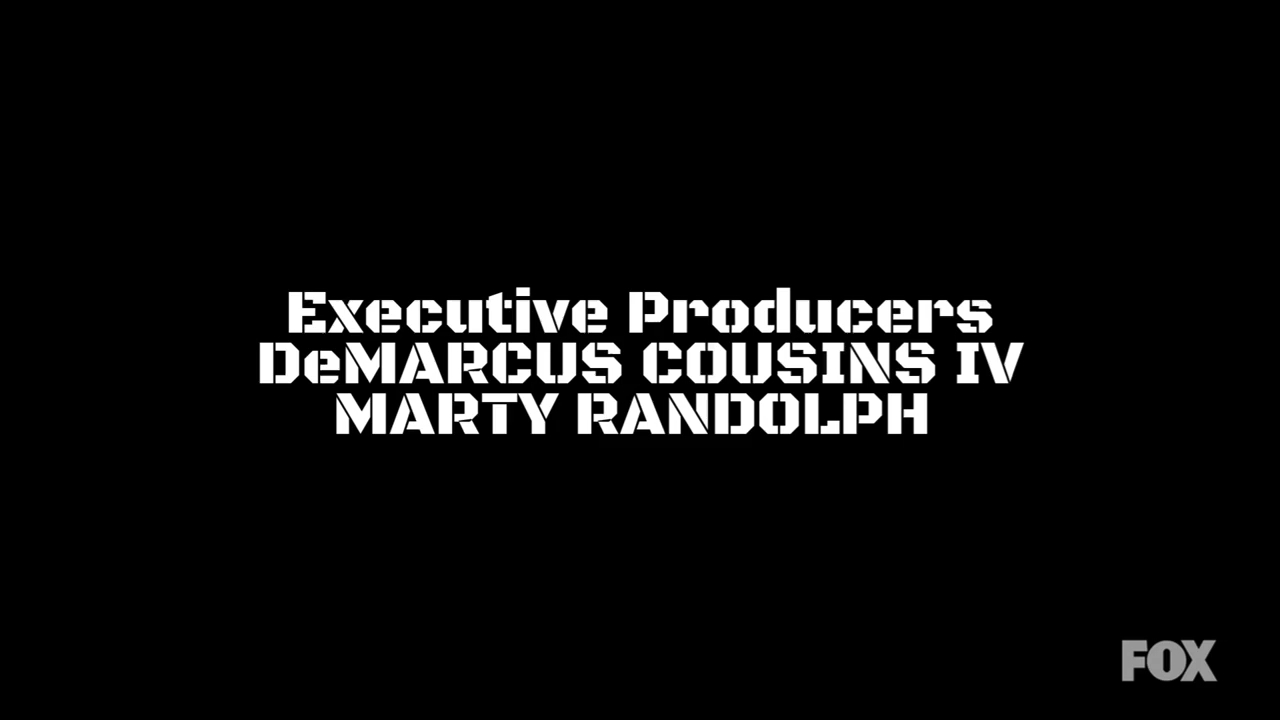 Executive Producers
DeMARCUS COUSINS IV
MARTY RANDOLPH
FOX